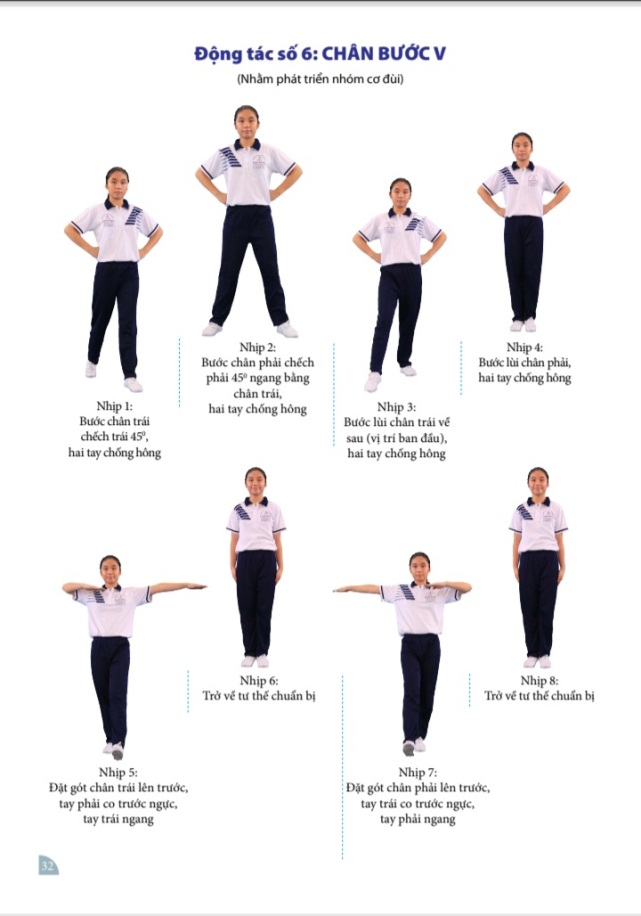 Động tác số 6: CHÂN BƯỚC V
(Nhằm phát triển nhóm cơ đùi)
Nhịp 1:
Bước chân trái
chếch trái 45⁰,
hai tay chống hông
Nhịp 2:
Bước chân phải chếch
phải 45⁰ ngang bằng
chân trái,
hai tay chống hông
Nhịp 3:
Bước lùi chân trái về
sau (vị trí ban đầu),
hai tay chống hông
Nhịp 4:
Bước lùi chân phải,
hai tay chống hông
Nhịp 5:
Đặt gót chân trái lên trước,
tay phải co trước ngực,
tay trái ngang
Nhịp 6:
Trở về tư thế chuẩn bị
Nhịp 7:
Đặt gót chân phải lên trước,
tay trái co trước ngực,
tay phải ngang
Nhịp 8:
Trở về tư thế chuẩn bị
32